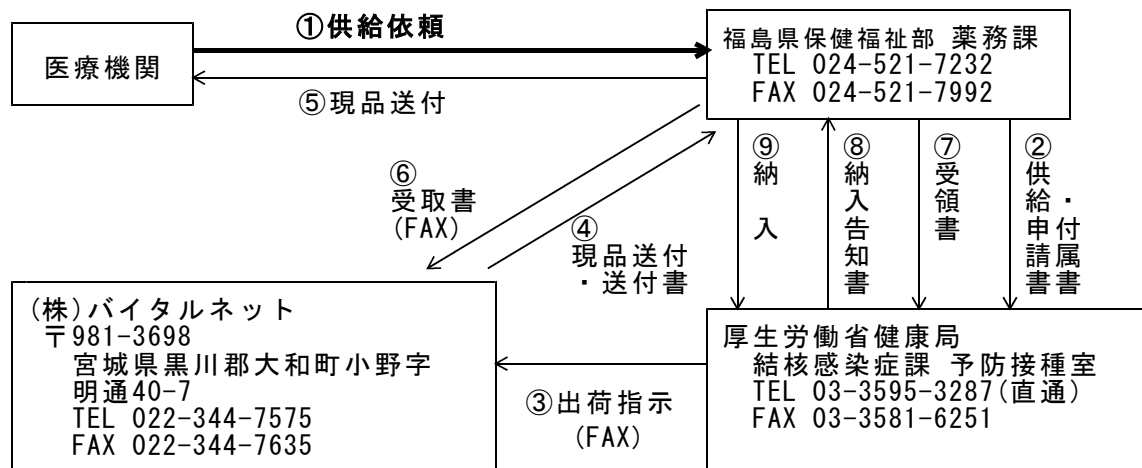 ①供給依頼
医療機関
福島県保健福祉部 薬務課
TEL 024-521-7232
FAX 024-521-7992
⑤現品送付
⑥
受取書
(FAX)
④
現品送付
・送付書
⑨納入
⑧納入告知書
⑦受領書
②供給申請書
・付属書
(株)バイタルネット
〒981-3698
宮城県黒川郡大和町小野字
明通40-7
TEL 022-344-7575
FAX 022-344-7635
③出荷指示
(FAX)
厚生労働省健康局
結核感染症課 予防接種室
TEL 03-3595-3287(直通)
FAX 03-3581-6251